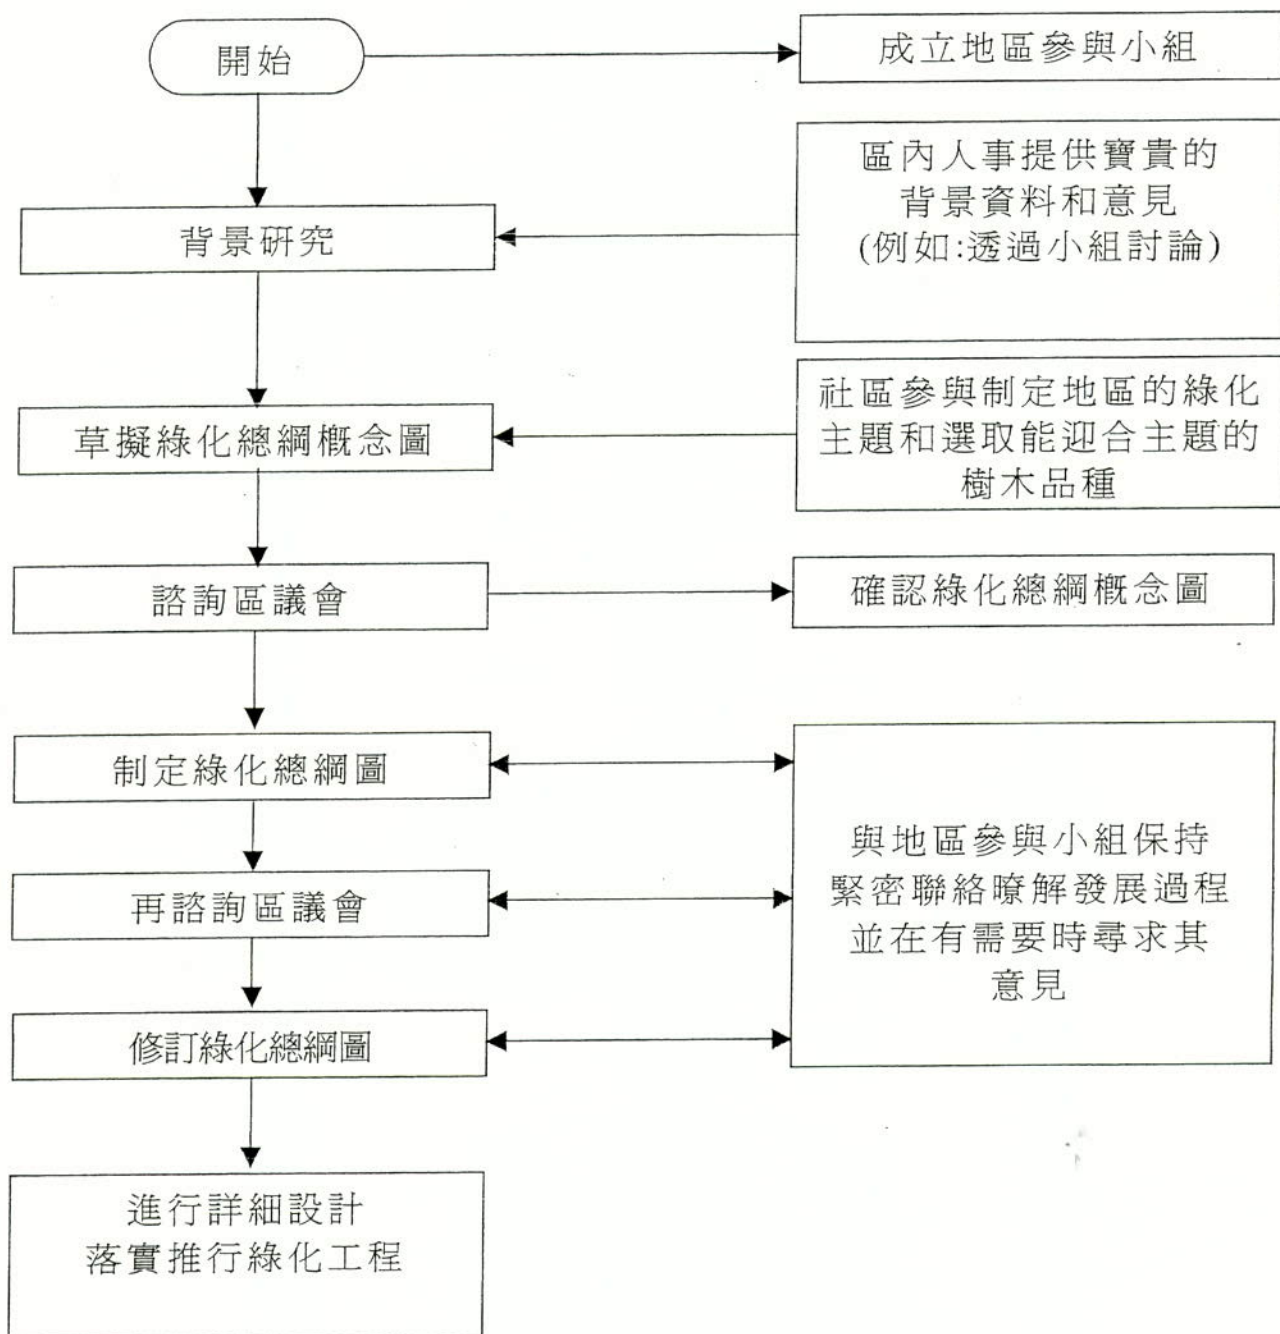 開始
成立地區參與小組
區內人事提供寶貴的
背景資料和意見
(例如:透過小組討論)
背景研究
社區參與制定地區的綠化
主題和選取能迎合主題的
樹木品種
草擬綠化總綱概念圖
諮詢區議會
確認綠化總綱概念圖
制定綠化總綱圖
與地區參與小組保持
緊密聯絡瞭解發展過程
並在有需要時尋求其
意見
再諮詢區議會
修訂綠化總綱圖
進行詳細設計
落實推行綠化工程